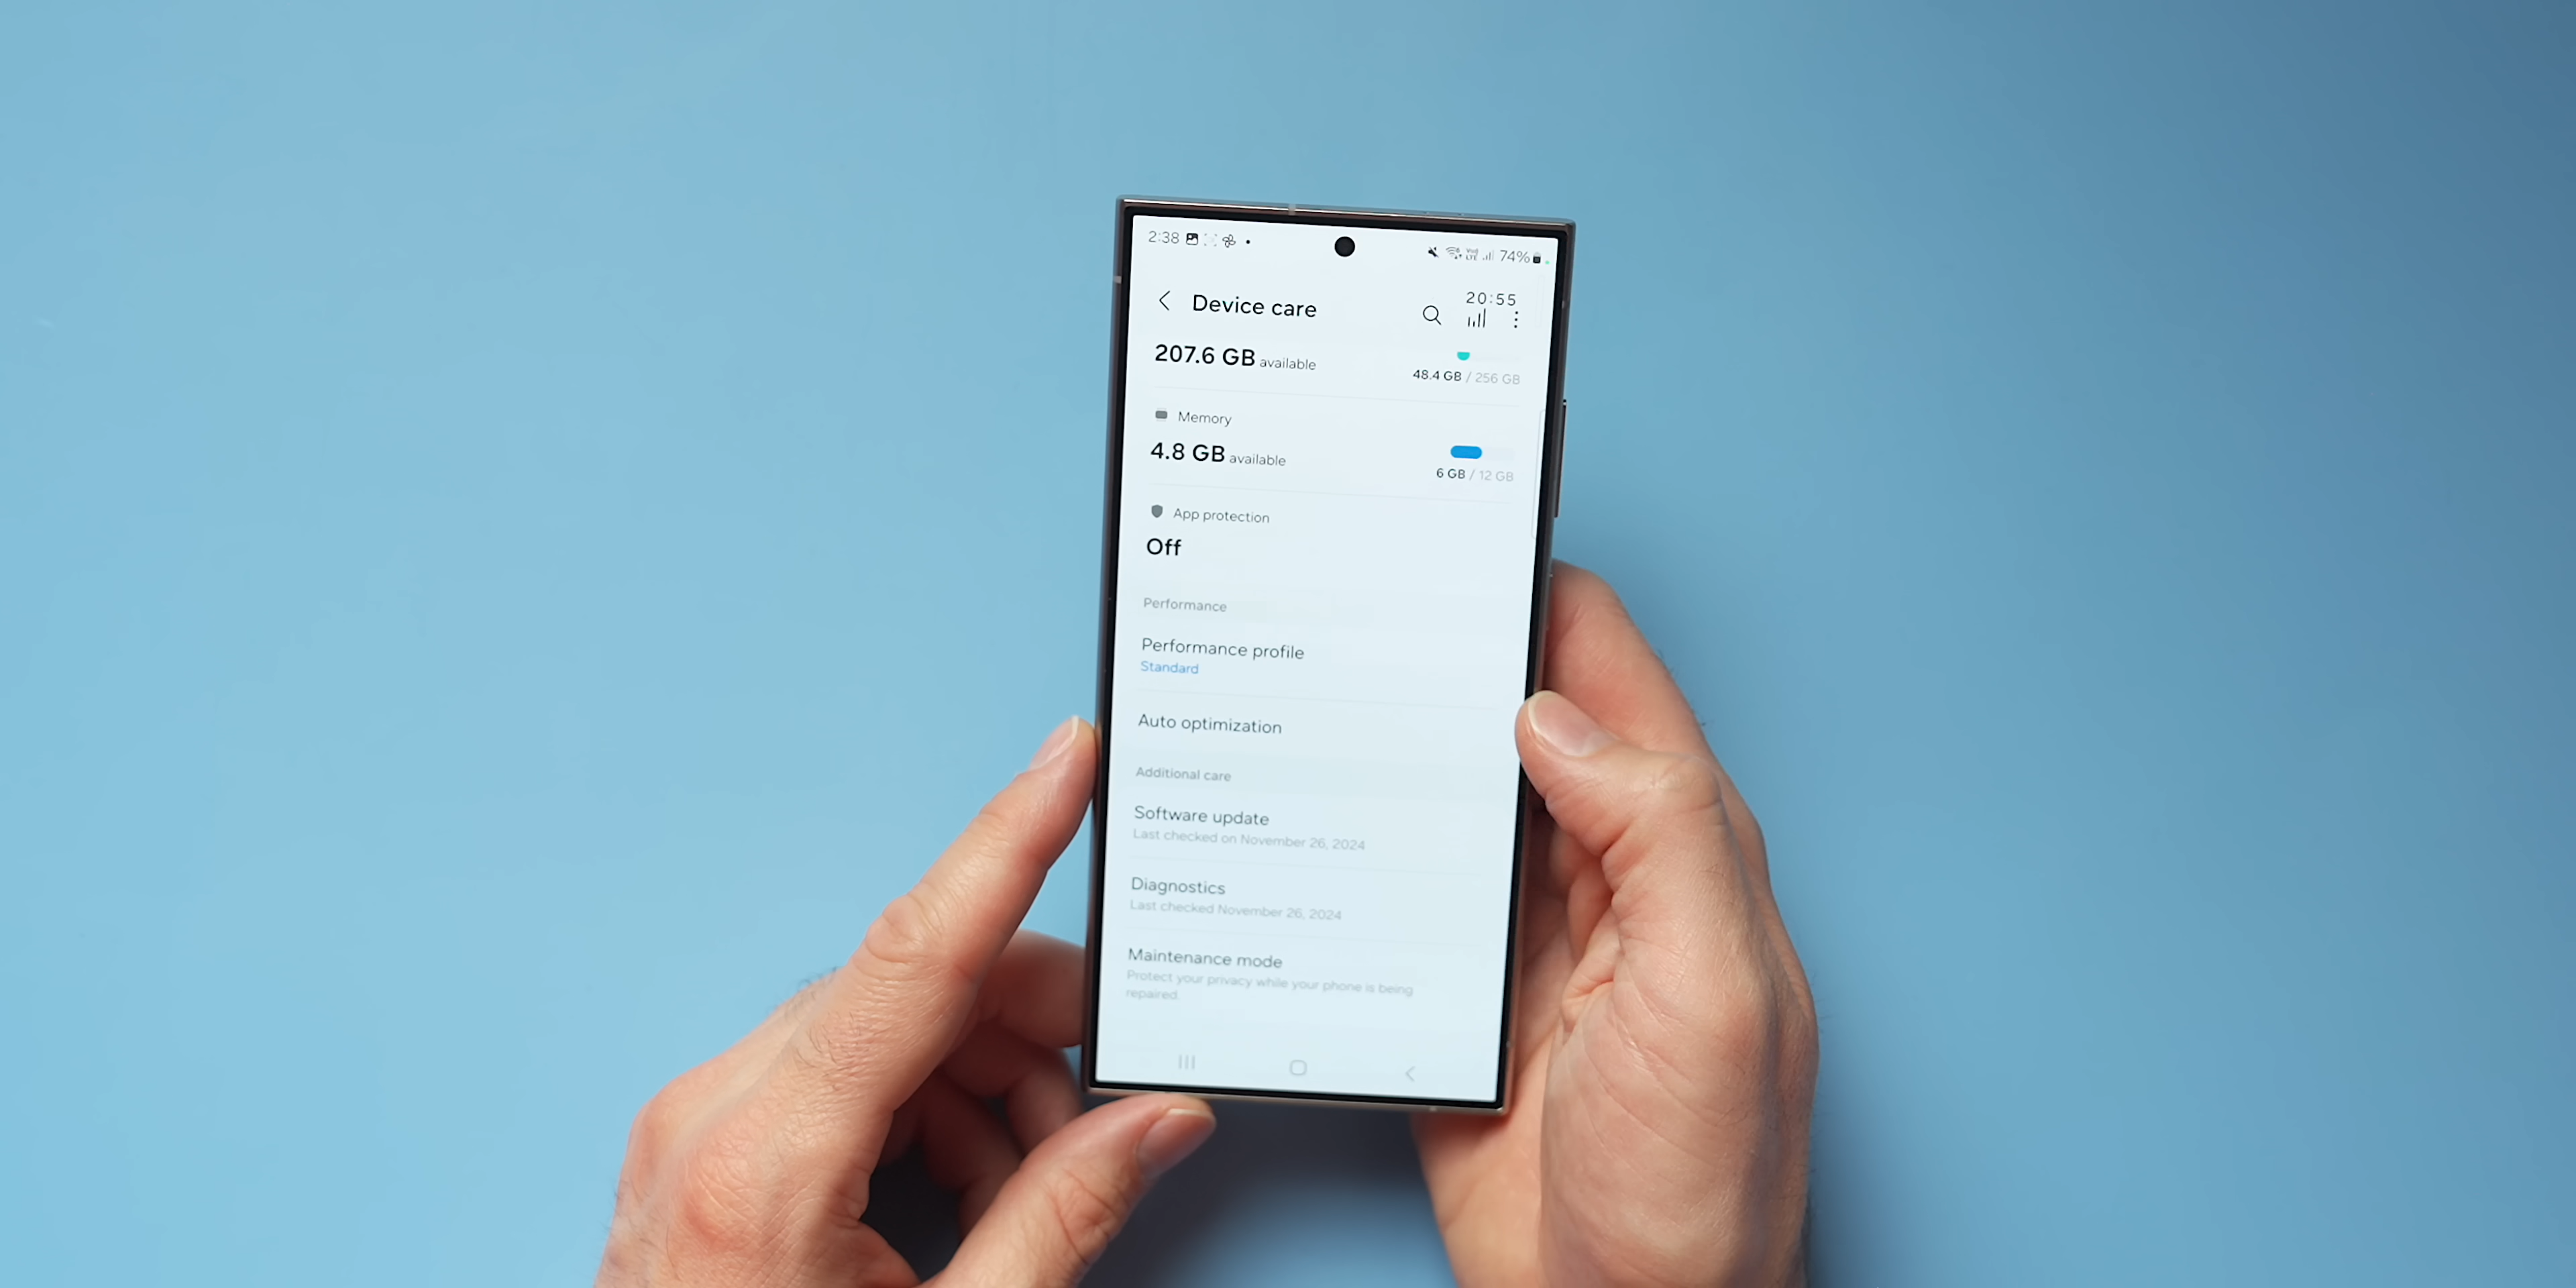 2:38
74%
20:55
Device care
207.6 GB available
48.4 GB / 256 GB
Memory
4.8 GB available
6 GB / 12 GB
App protection
Off
Performance
Performance profile
Standard
Auto optimization
Additional care
Software update
Last checked on November 26, 2024
Diagnostics
Last checked November 26, 2024
Maintenance mode
Protect your privacy while your phone is being
repaired.